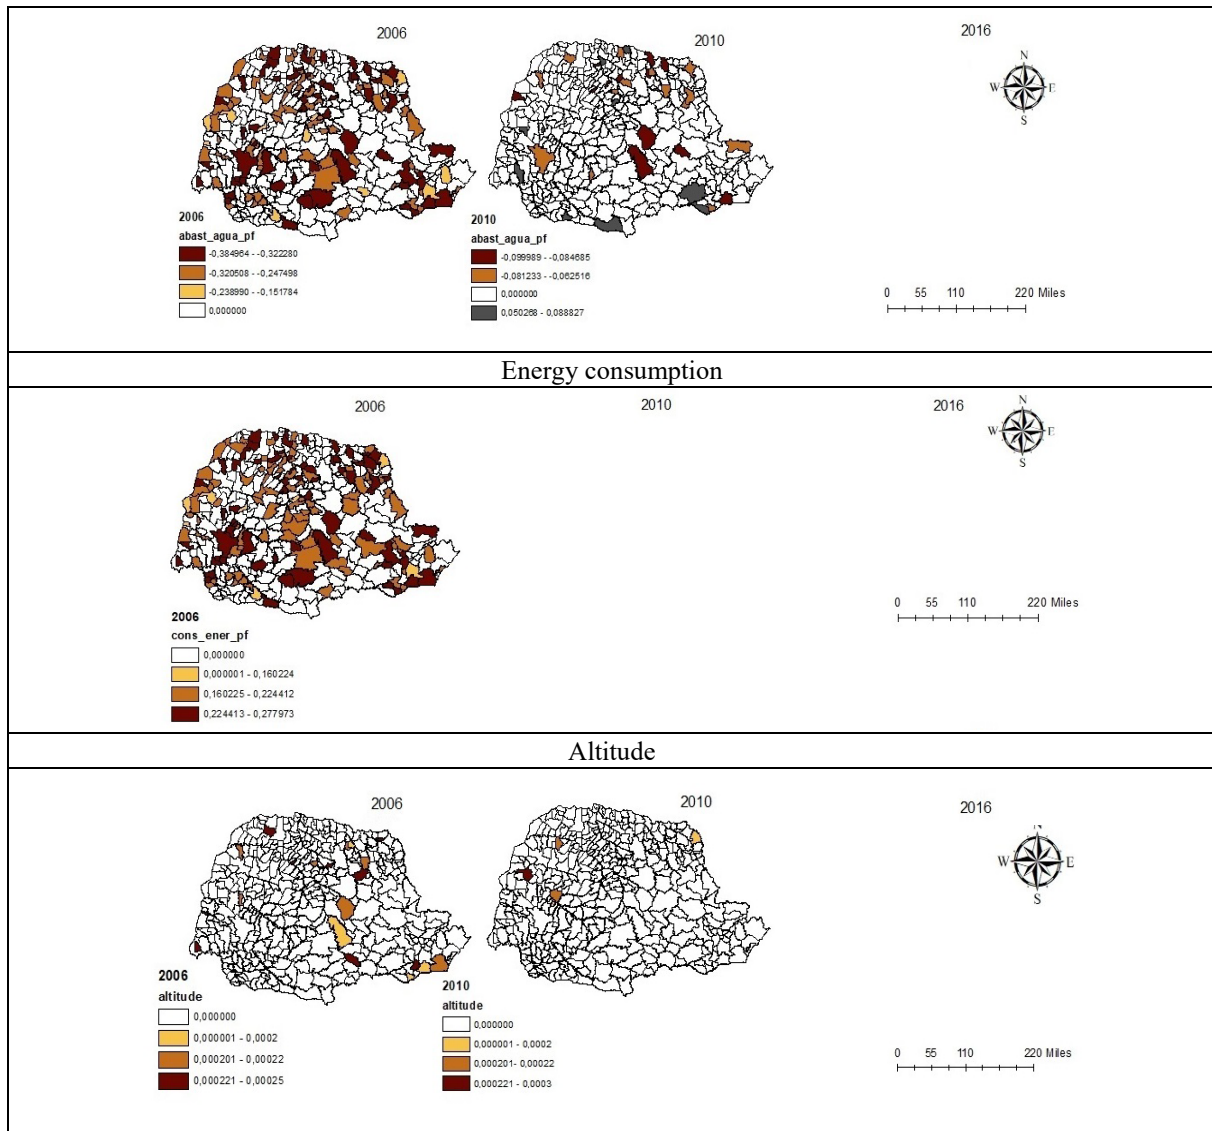 2006
2010
2016
N
W E
S
2006
abast_agua_pf
-0,384964 - -0,322280
-0,320508 - -0,247498
-0,238990 - -0,151784
0,000000
2010
abast_agua_pf
-0,099989 - -0,084685
-0,081233 - -0,062516
0,000000
0,050268 - 0,088827
0 55 110 220 Miles
Energy consumption
2006
2010
2016
N
W E
S
2006
cons_ener_pf
0,000000
0,000001 - 0,160224
0,160225 - 0,224412
0,224413 - 0,277973
0 55 110 220 Miles
Altitude
2006
2010
2016
N
W E
S
2006
altitude
0,000000
0,000001 - 0,0002
0,000201 - 0,00022
0,000221 - 0,00025
2010
altitude
0,000000
0,000001 - 0,0002
0,000201- 0,00022
0,000221 - 0,0003
0 55 110 220 Miles